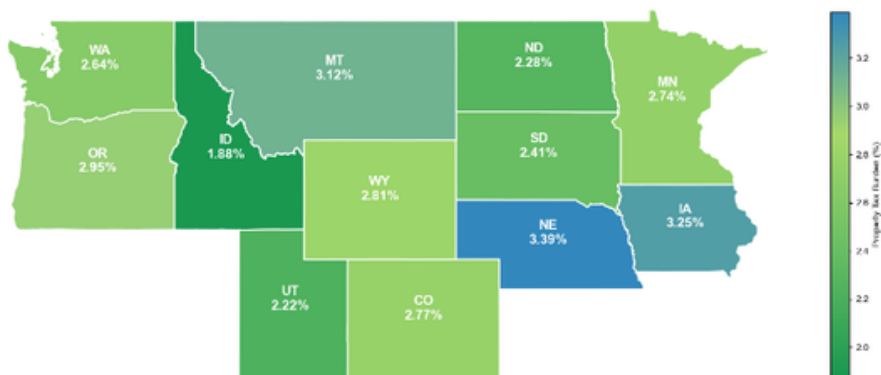 WA
2.64%
MT
3.12%
ND
2.28%
MN
2.74%
OR
2.95%
ID
1.88%
SD
2.41%
WY
2.81%
NE
3.39%
IA
3.25%
UT
2.22%
CO
2.77%
3.0
2.8
2.6
2.4
2.2
2.0
Property Tax Burden (%)